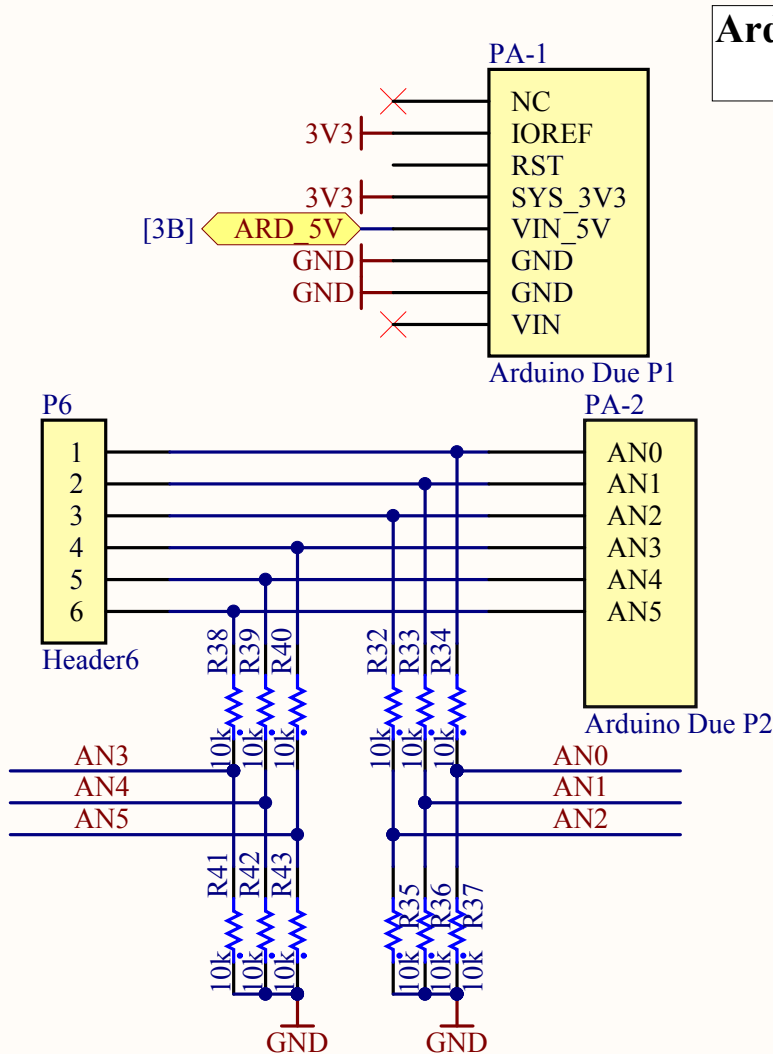 Ard
PA-1
NC
3V3 IOREF
RST
3V3 SYS_3V3
[3B] ARD_5V VIN_5V
GND GND
GND GND
VIN
Arduino Due P1
P6 PA-2
1 AN0
2 AN1
3 AN2
4 AN3
5 AN4
6 AN5
Header6
R38 R39 R40 R32 R33 R34
Arduino Due P2
10k 10k 10k 10k 10k 10k
AN3 AN0
AN4 AN1
AN5 AN2
R41 R42 R43 R35 R36 R37
10k 10k 10k 10k 10k 10k
GND GND